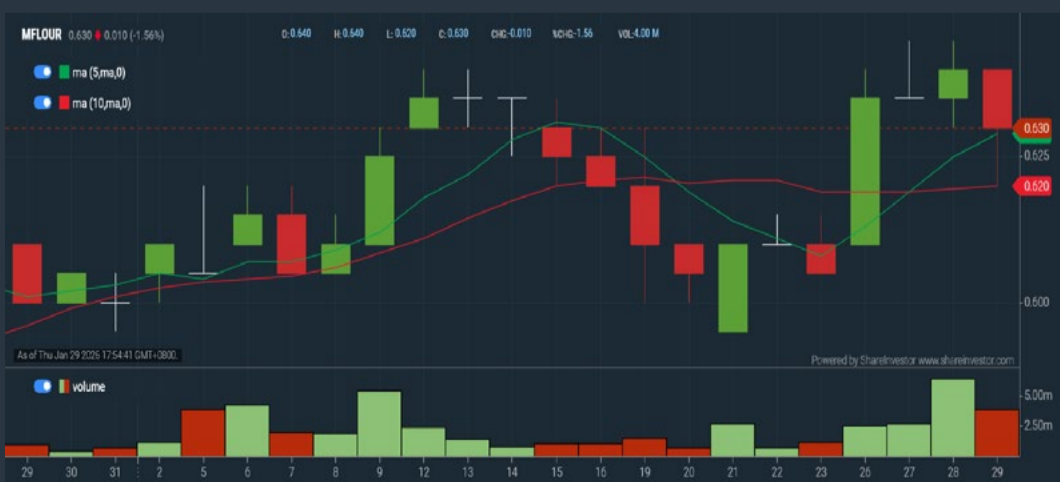 MFLOUR 0.630 0.010 (-1.56%) O:0.640 H:0.640 L:0.620 C:0.630 CHG:-0.010 %CHG:-1.56 VOL:4.00 M
ma (5,ma,0)
ma (10,ma,0)
0.630
0.625
0.620
0.600
As of Thu Jan 29 2026 17:54:41 GMT+0800.
Powered by ShareInvestor www.shareinvestor.com
volume
5.00m
2.50m
29 30 31 2 5 6 7 8 9 12 13 14 15 16 19 20 21 22 23 26 27 28 29